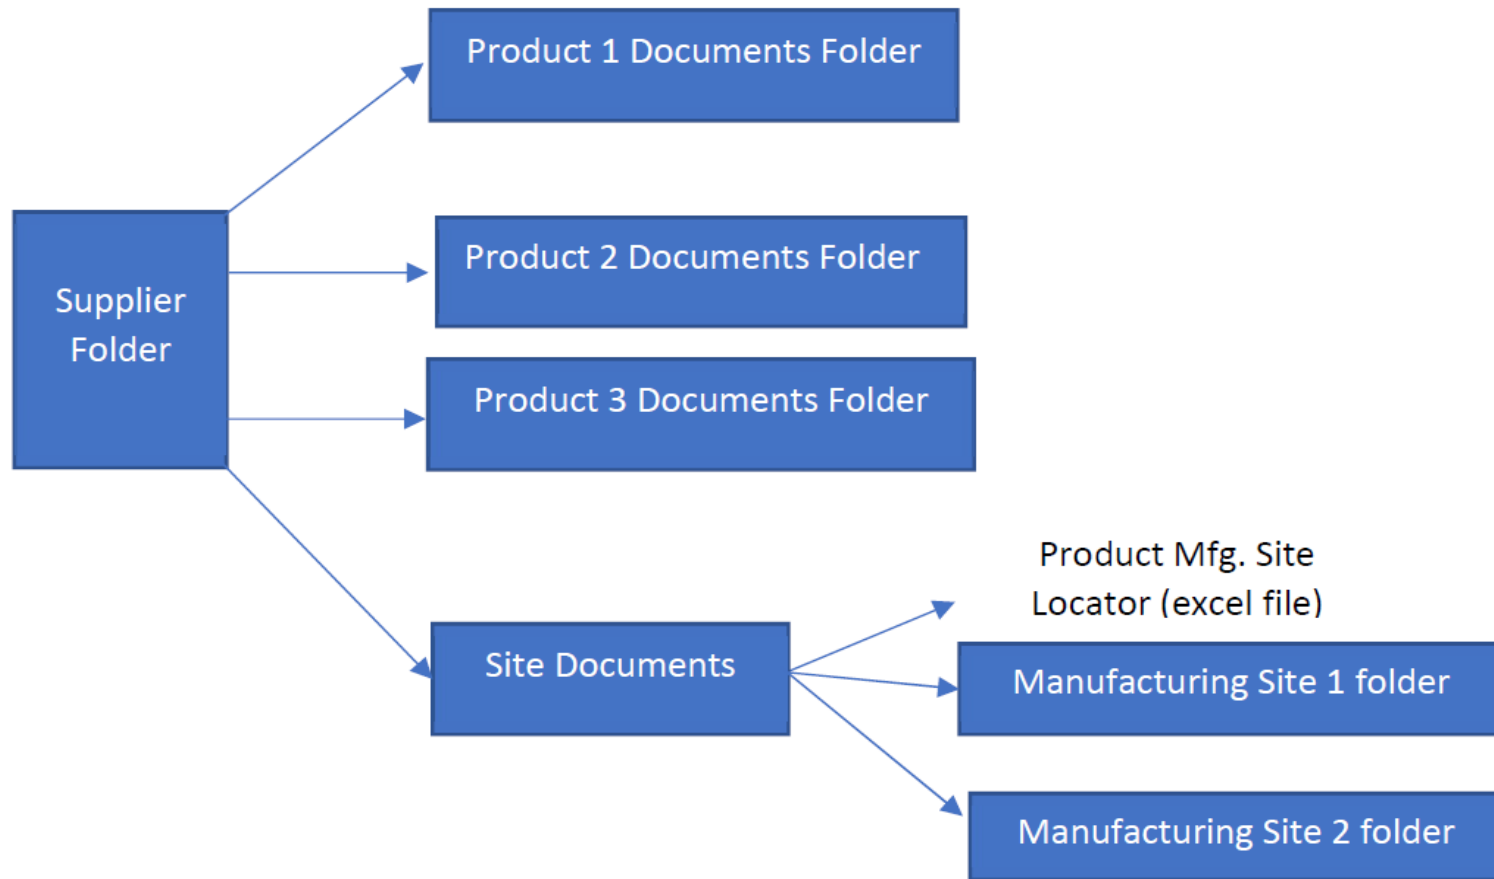 Product 1 Documents Folder
Product 2 Documents Folder
Supplier
Folder
Product 3 Documents Folder
Product Mfg. Site
Locator (excel file)
Site Documents
Manufacturing Site 1 folder
Manufacturing Site 2 folder